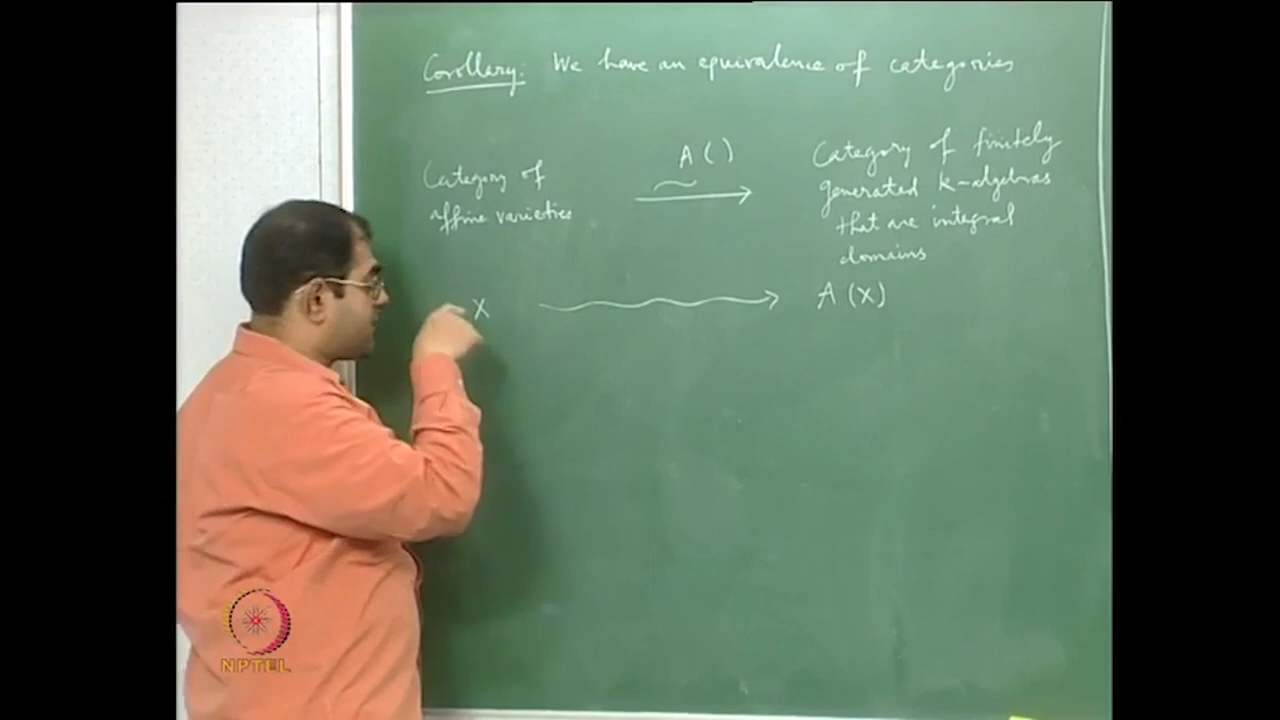 Corollary: We have an equivalence of categories
Category of
affine varieties
A ( )
~
→
Category of finitely
generated k-algebras
that are integral
domains
X
A (X)
NPTEL